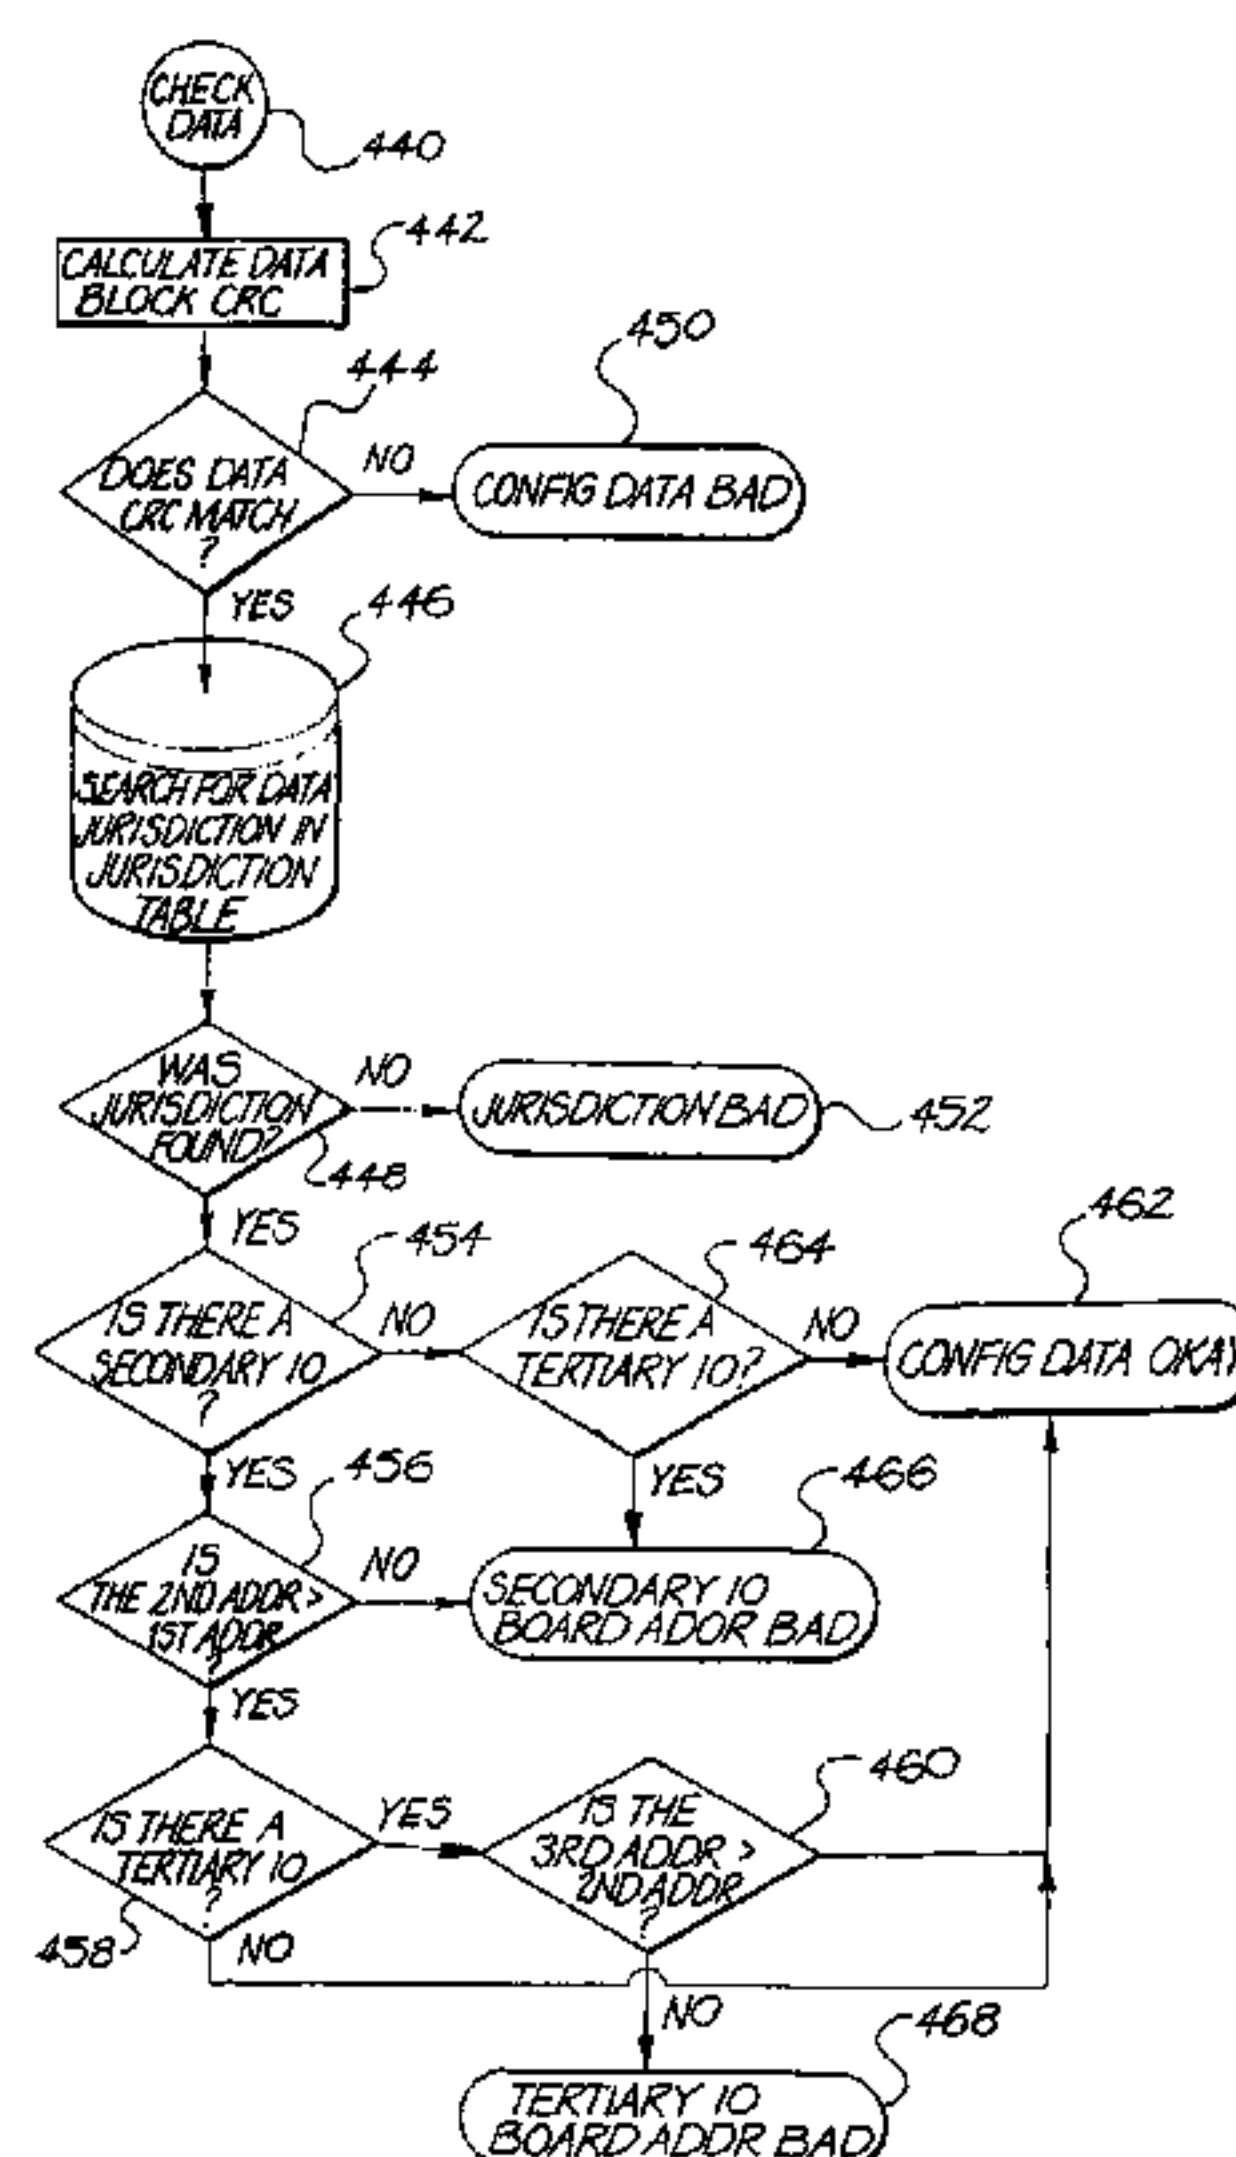 CHECK
DATA
440
442
CALCULATE DATA
BLOCK CRC
450
444
NO
DOES DATA
CRC MATCH
?
CONFIG DATA BAD
YES
446
SEARCH FOR DATA
JURISDICTION IN
JURISDICTION
TABLE
WAS
JURISDICTION
FOUND?
NO
JURISDICTION BAD
452
448
YES
454
464
462
IS THERE A
SECONDARY IO
?
NO
IS THERE A
TERTIARY IO?
NO
CONFIG DATA OKAY
YES
456
YES
466
IS
THE 2ND ADDR >
1ST ADDR
?
NO
SECONDARY IO
BOARD ADOR BAD
YES
460
IS THERE A
TERTIARY IO
?
YES
IS THE
3RD ADDR >
2ND ADDR
?
458
NO
NO
468
TERTIARY IO
BOARD ADDR BAD